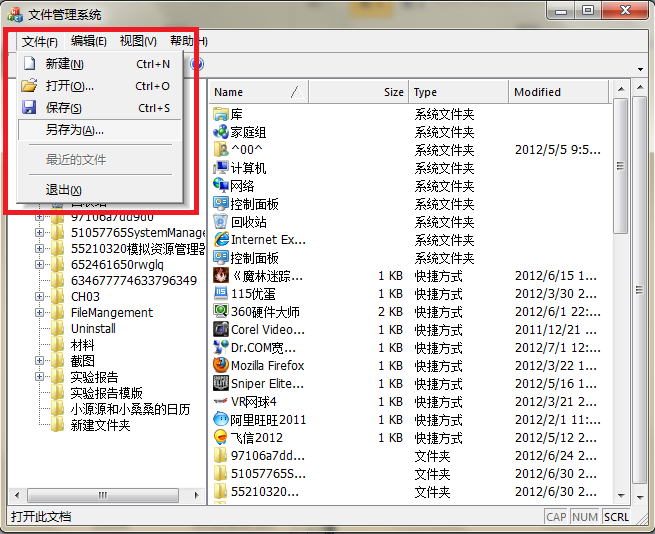 文件管理系统
文件(F) 编辑(E) 视图(V) 帮助(H)
新建(N) Ctrl+N
打开(O)... Ctrl+O
保存(S) Ctrl+S
另存为(A)...
最近的文件
退出(X)
回收站
97106a7dd9d0
51057765SystemManage
55210320模拟资源管理器
652461650rwglq
634677774633796349
CH03
FileMangement
Uninstall
材料
截图
实验报告
实验报告模版
小源源和小桑桑的日历
新建文件夹
Name Size Type Modified
库 系统文件夹
家庭组 系统文件夹
^00^ 系统文件夹 2012/5/5 9:5...
计算机 系统文件夹
网络 系统文件夹
控制面板 系统文件夹
回收站 系统文件夹
Internet Ex... 系统文件夹
控制面板 系统文件夹
《魔林迷踪... 1 KB 快捷方式 2012/6/15 1...
115优蛋 1 KB 快捷方式 2012/3/30 2...
360硬件大师 2 KB 快捷方式 2012/6/1 22:...
Corel Video... 1 KB 快捷方式 2011/12/21 ...
Dr.COM宽... 1 KB 快捷方式 2012/7/1 12:...
Mozilla Firefox 1 KB 快捷方式 2012/3/22 1...
Sniper Elite... 1 KB 快捷方式 2012/5/16 1...
VR网球4 1 KB 快捷方式 2012/3/21 2...
阿里旺旺2011 1 KB 快捷方式 2012/2/1 11:...
飞信2012 1 KB 快捷方式 2012/5/12 2...
97106a7dd... 文件夹 2012/6/24 2...
51057765S... 文件夹 2012/6/30 2...
55210320... 文件夹 2012/6/30 2...
打开此文档 CAP NUM SCRL